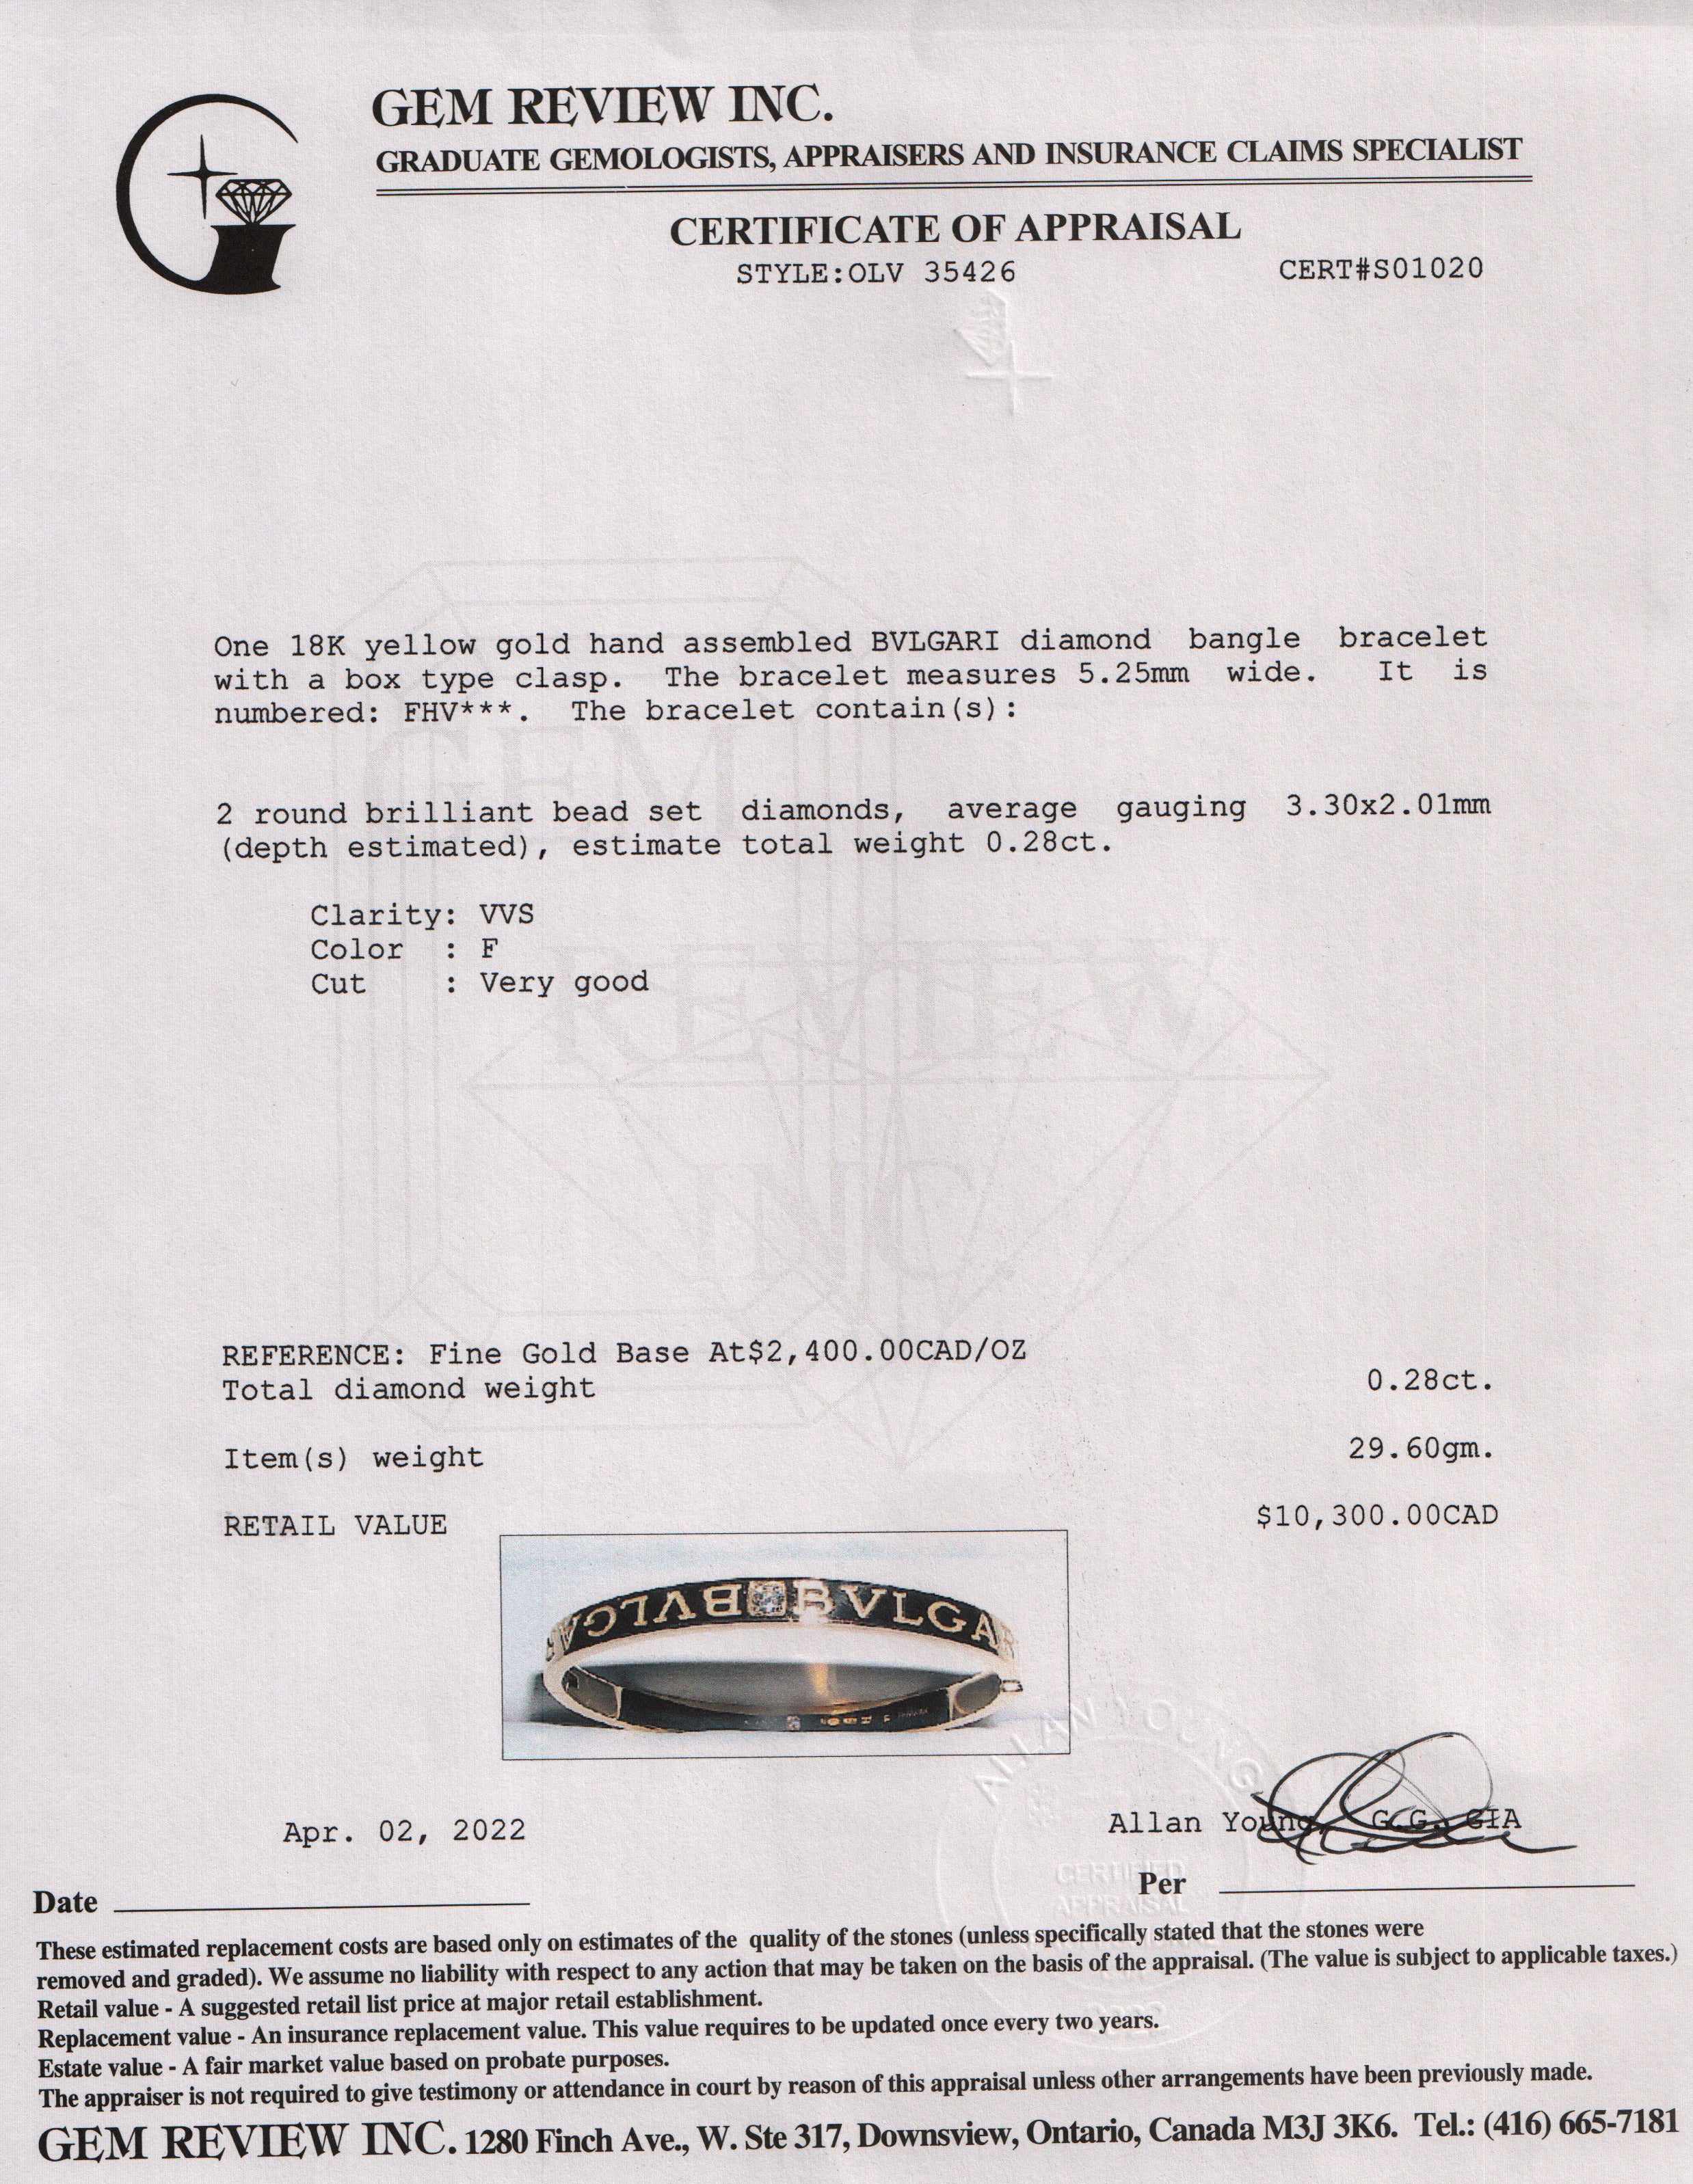 GEM REVIEW INC.
GRADUATE GEMOLOGISTS, APPRAISERS AND INSURANCE CLAIMS SPECIALIST
CERTIFICATE OF APPRAISAL
STYLE:OLV 35426
CERT#S01020
One 18K yellow gold hand assembled BVLGARI diamond bangle bracelet
with a box type clasp. The bracelet measures 5.25mm wide. It is
numbered: FHV***. The bracelet contain(s):
2 round brilliant bead set diamonds, average gauging 3.30x2.01mm
(depth estimated), estimate total weight 0.28ct.
Clarity: VVS
Color : F
Cut : Very good
GEM
REVIEW
INC.
REFERENCE: Fine Gold Base At$2,400.00CAD/OZ
Total diamond weight 0.28ct.
Item(s) weight 29.60gm.
RETAIL VALUE $10,300.00CAD
BVLGAR BVLGAR
ALLAN YOUNG
CERTIFIED
APPRAISAL
Apr. 02, 2022
Allan Young, G.G. GIA
Date
Per
These estimated replacement costs are based only on estimates of the quality of the stones (unless specifically stated that the stones were
removed and graded). We assume no liability with respect to any action that may be taken on the basis of the appraisal. (The value is subject to applicable taxes.)
Retail value - A suggested retail list price at major retail establishment.
Replacement value - An insurance replacement value. This value requires to be updated once every two years.
Estate value - A fair market value based on probate purposes.
The appraiser is not required to give testimony or attendance in court by reason of this appraisal unless other arrangements have been previously made.
GEM REVIEW INC. 1280 Finch Ave., W. Ste 317, Downsview, Ontario, Canada M3J 3K6. Tel.: (416) 665-7181